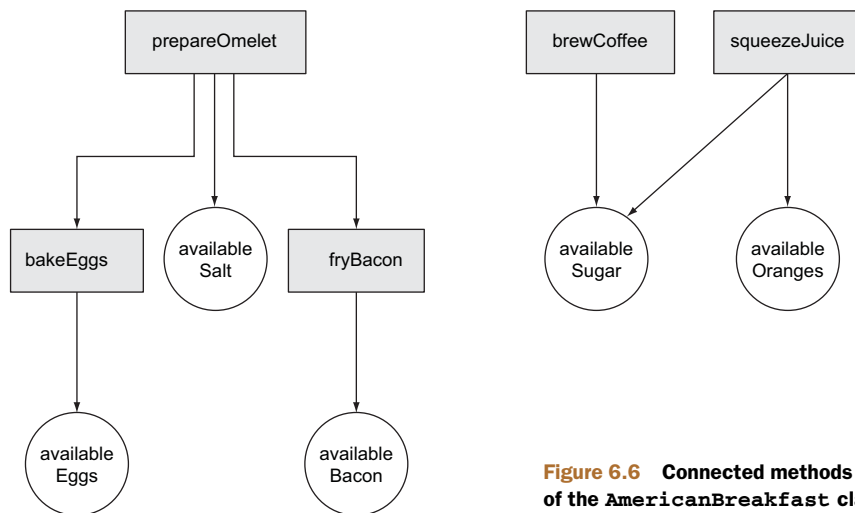 prepareOmelet
brewCoffee
squeezeJuice
bakeEggs
available
Salt
fryBacon
available
Sugar
available
Oranges
available
Eggs
available
Bacon
Figure 6.6 Connected methods
of the AmericanBreakfast